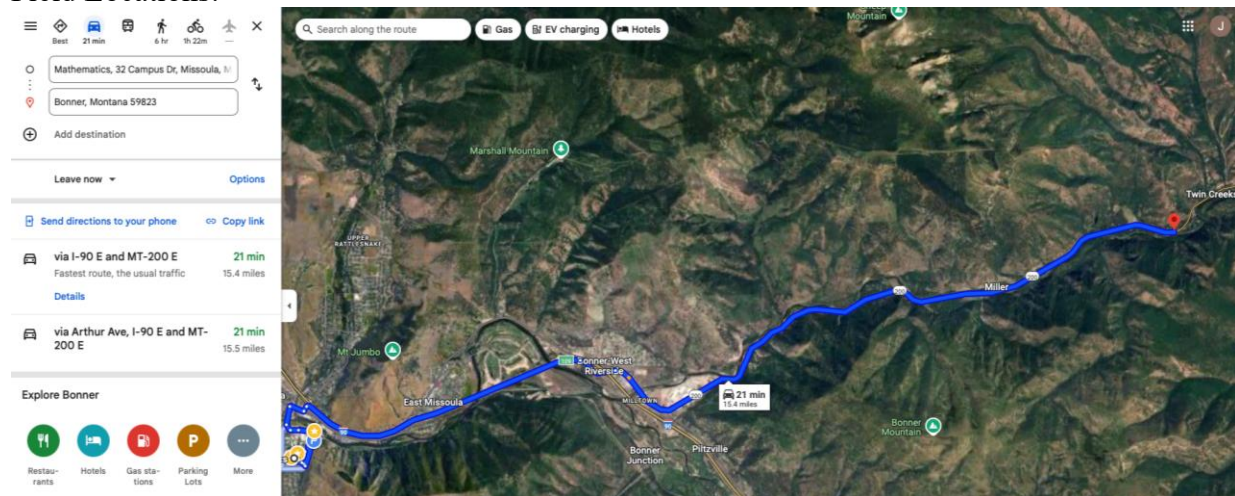 Best
21 min
6 hr
1h 22m
—
Mathematics, 32 Campus Dr, Missoula, M
Bonner, Montana 59823
Add destination
Leave now
Options
Send directions to your phone
Copy link
via I-90 E and MT-200 E
21 min
Fastest route, the usual traffic
15.4 miles
Details
via Arthur Ave, I-90 E and MT-
200 E
21 min
15.5 miles
Explore Bonner
P
Restau-
rants
Hotels
Gas sta-
tions
Parking
Lots
More
Search along the route
Gas
EV charging
Hotels
J
Mountain
Marshall Mountain
Twin Creeks
UPPER
RATTLESNAKE
200
Miller
200
Mt Jumbo
Bonner-West
Riverside
East Missoula
MILLTOWN
200
21 min
15.4 miles
90
90
Bonner
Mountain
Bonner
Junction
Piltzville